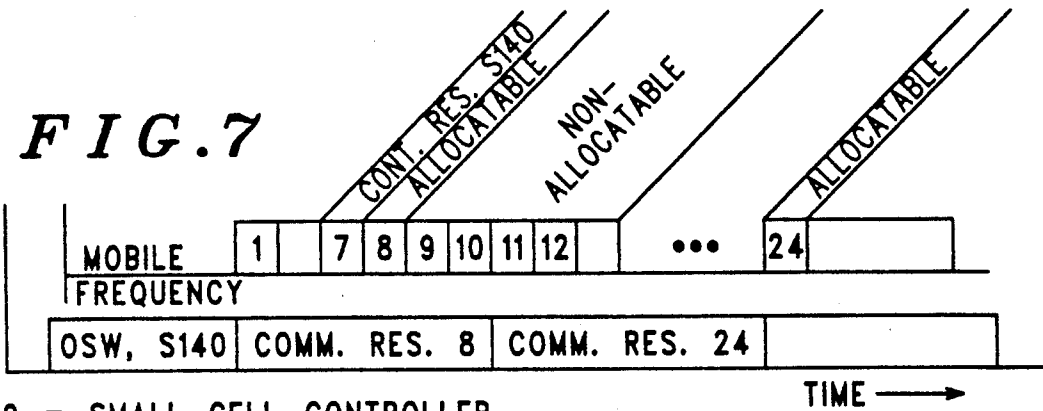 FIG.7
CONT. RES. S140
ALLOCATABLE
NON-
ALLOCATABLE
ALLOCATABLE
MOBILE
1 7 8 9 10 11 12 ••• 24
FREQUENCY
OSW, S140 COMM. RES. 8 COMM. RES. 24
TIME
= SMALL CELL CONTROLLER